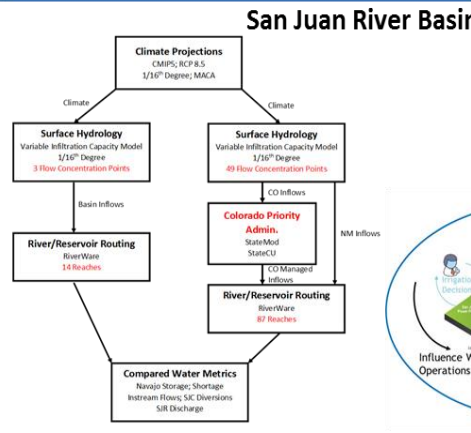 San Juan River Basin
Climate Projections
CMIP5; RCP 8.5
1/16th Degree; MACA
Climate
Climate
Surface Hydrology
Variable Infiltration Capacity Model
1/16th Degree
3 Flow Concentration Points
Surface Hydrology
Variable Infiltration Capacity Model
1/16th Degree
49 Flow Concentration Points
Basin Inflows
CO Inflows
Colorado Priority
Admin.
StateMod
StateCU
NM Inflows
River/Reservoir Routing
RiverWare
14 Reaches
CO Managed
Inflows
River/Reservoir Routing
RiverWare
87 Reaches
Irrigation
Decision
Influence W
Operations
Compared Water Metrics
Navajo Storage; Shortage
Instream Flows; SJC Diversions
SJR Discharge